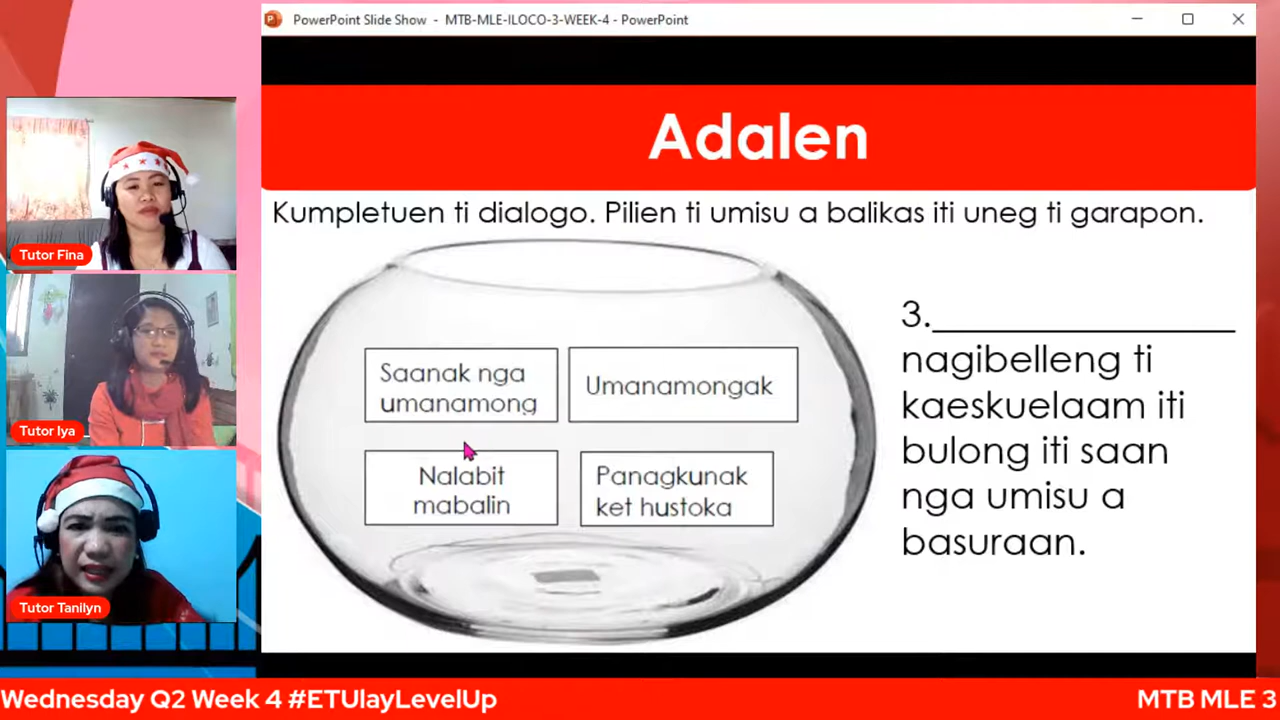 PowerPoint Slide Show - MTB-MLE-ILOCO-3-WEEK-4 - PowerPoint
Adalen
Kumpletuen ti dialogo. Pilien ti umisu a balikas iti uneg ti garapon.
Saanak nga
umanamong
Umanamongak
Nalabit
mabalin
Panagkunak
ket hustoka
3.________________
nagibelleng ti
kaeskuelaam iti
bulong iti saan
nga umisu a
basuraan.
Tutor Fina
Tutor Iya
Tutor Tanilyn
Wednesday Q2 Week 4 #ETUlayLevelUp
MTB MLE 3